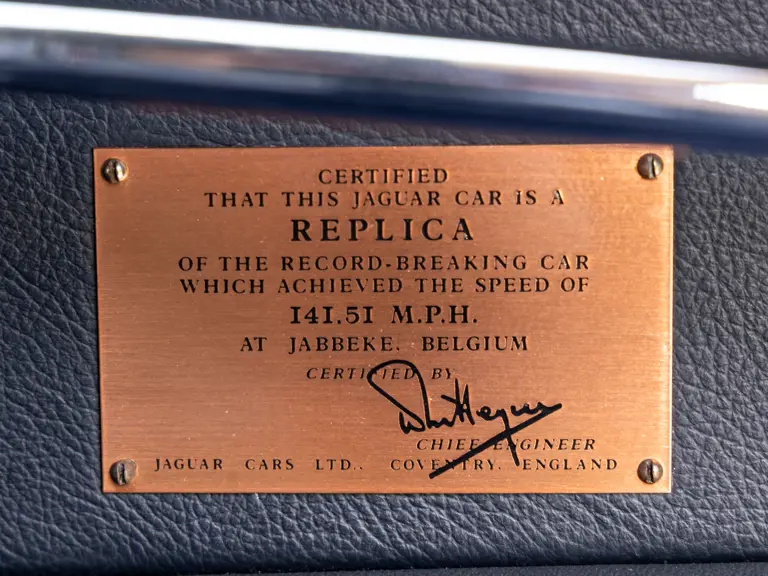 CERTIFIED
THAT THIS JAGUAR CAR IS A
REPLICA
OF THE RECORD-BREAKING CAR
WHICH ACHIEVED THE SPEED OF
141.51 M.P.H.
AT JABBEKE. BELGIUM
CERTIFIED BY
CHIEF ENGINEER
JAGUAR CARS LTD., COVENTRY. ENGLAND